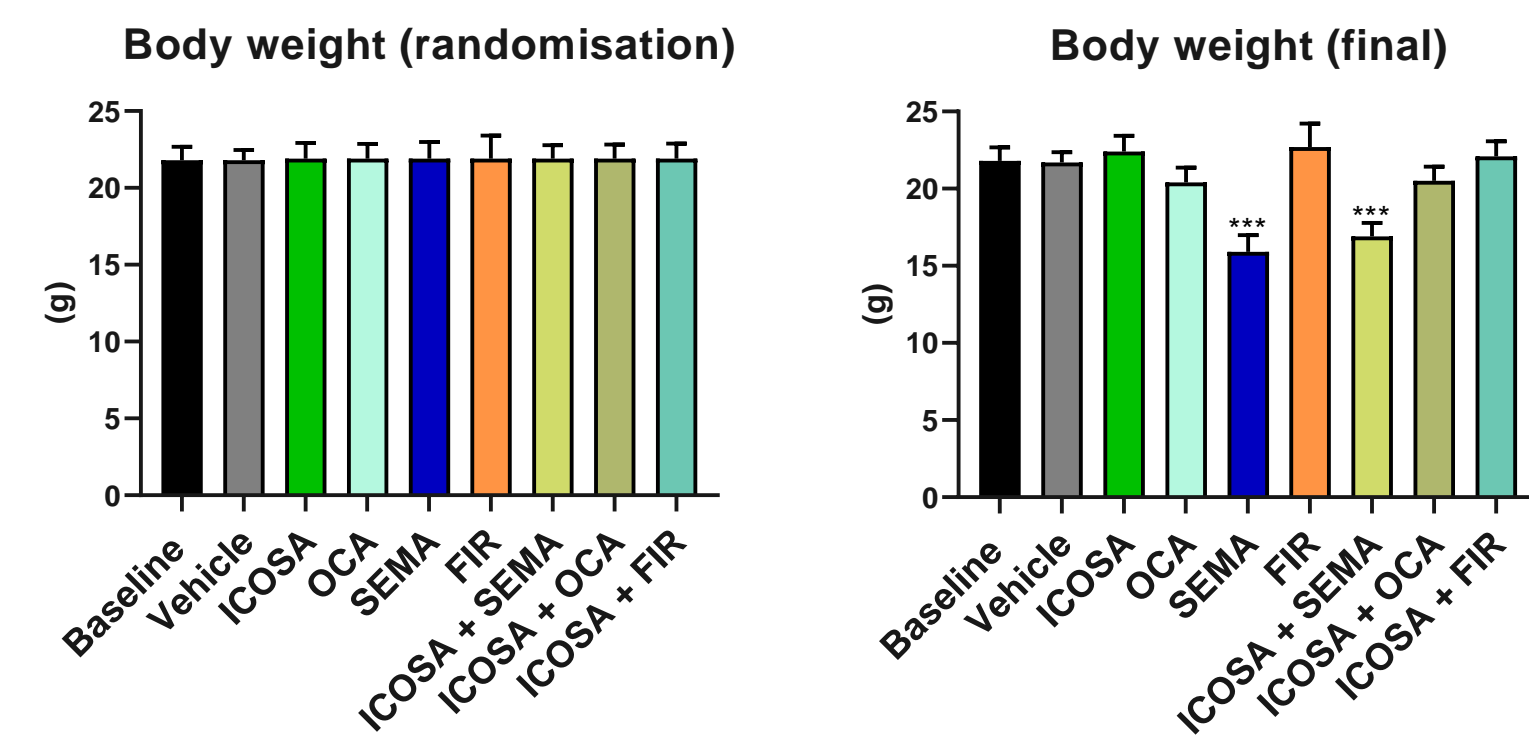 Body weight (randomisation)
25
20
15
10
5
0
(g)
Baseline
Vehicle
ICOSA
OCA
SEMA
FIR
ICOSA + SEMA
ICOSA + OCA
ICOSA + FIR
Body weight (final)
25
20
15
10
5
0
(g)
***
***
Baseline
Vehicle
ICOSA
OCA
SEMA
FIR
ICOSA + SEMA
ICOSA + OCA
ICOSA + FIR